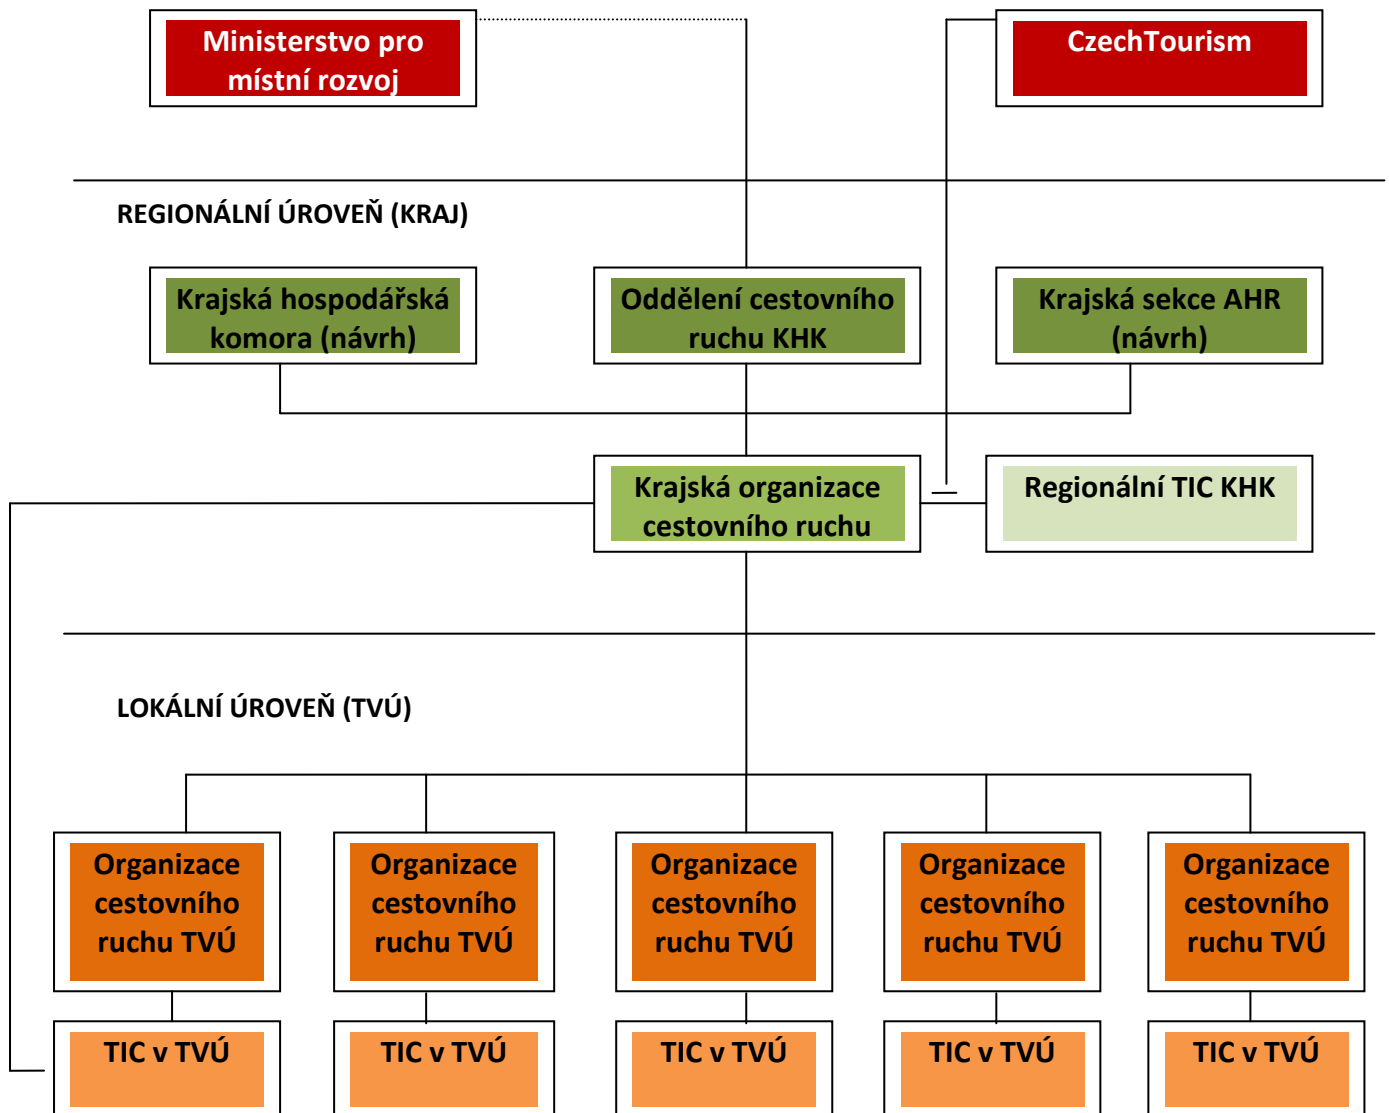 Ministerstvo pro
místní rozvoj
CzechTourism
REGIONÁLNÍ ÚROVEŇ (KRAJ)
Krajská hospodářská
komora (návrh)
Oddělení cestovního
ruchu KHK
Krajská sekce AHR
(návrh)
Krajská organizace
cestovního ruchu
Regionální TIC KHK
LOKÁLNÍ ÚROVEŇ (TVÚ)
Organizace
cestovního
ruchu TVÚ
Organizace
cestovního
ruchu TVÚ
Organizace
cestovního
ruchu TVÚ
Organizace
cestovního
ruchu TVÚ
Organizace
cestovního
ruchu TVÚ
TIC v TVÚ
TIC v TVÚ
TIC v TVÚ
TIC v TVÚ
TIC v TVÚ